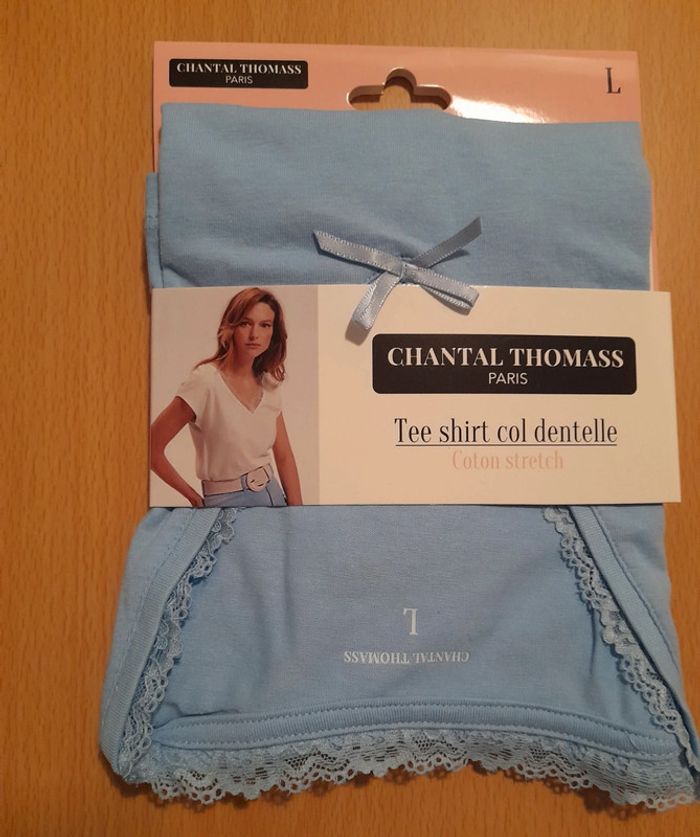 CHANTAL THOMASS
PARIS
L
CHANTAL THOMASS
PARIS
Tee shirt col dentelle
Coton stretch
L
CHANTAL THOMASS